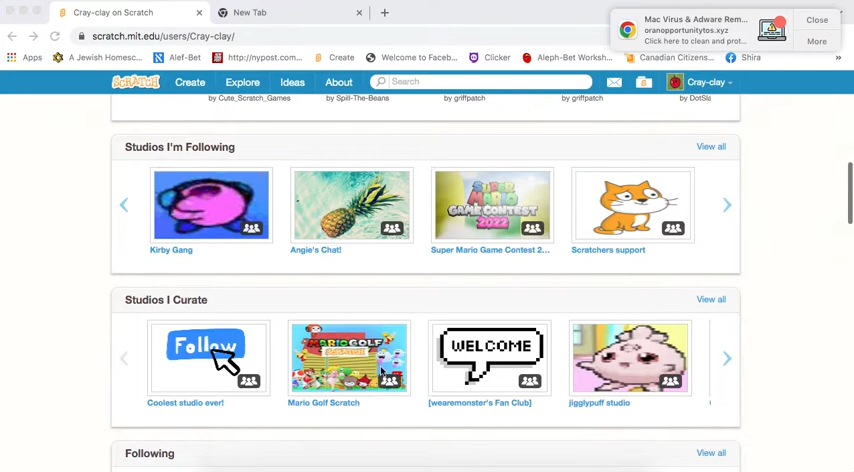 Cray-clay on Scratch
New Tab
scratch.mit.edu/users/Cray-clay/
Mac Virus & Adware Rem...
oranopportunitytos.xyz
Click here to clean and prot...
Close
More
Apps
A Jewish Homesc...
Alef-Bet
http://nypost.com...
Create
Welcome to Faceb...
Clicker
Aleph-Bet Worksh...
Canadian Citizens...
Shira
»
SCRATCH
Create
Explore
Ideas
About
Search
Cray-clay
by Cute_Scratch_Games
by Spill-The-Beans
by griffpatch
by griffpatch
by DotSla
Studios I'm Following
View all
SUPER
MARIO
GAME CONTEST
2022
Kirby Gang
Angie's Chat!
Super Mario Game Contest 2...
Scratchers support
Studios I Curate
View all
Follow
MARIO GOLF
SCRATCH
WELCOME
Coolest studio ever!
Mario Golf Scratch
[wearemonster's Fan Club]
jigglypuff studio
Following
View all